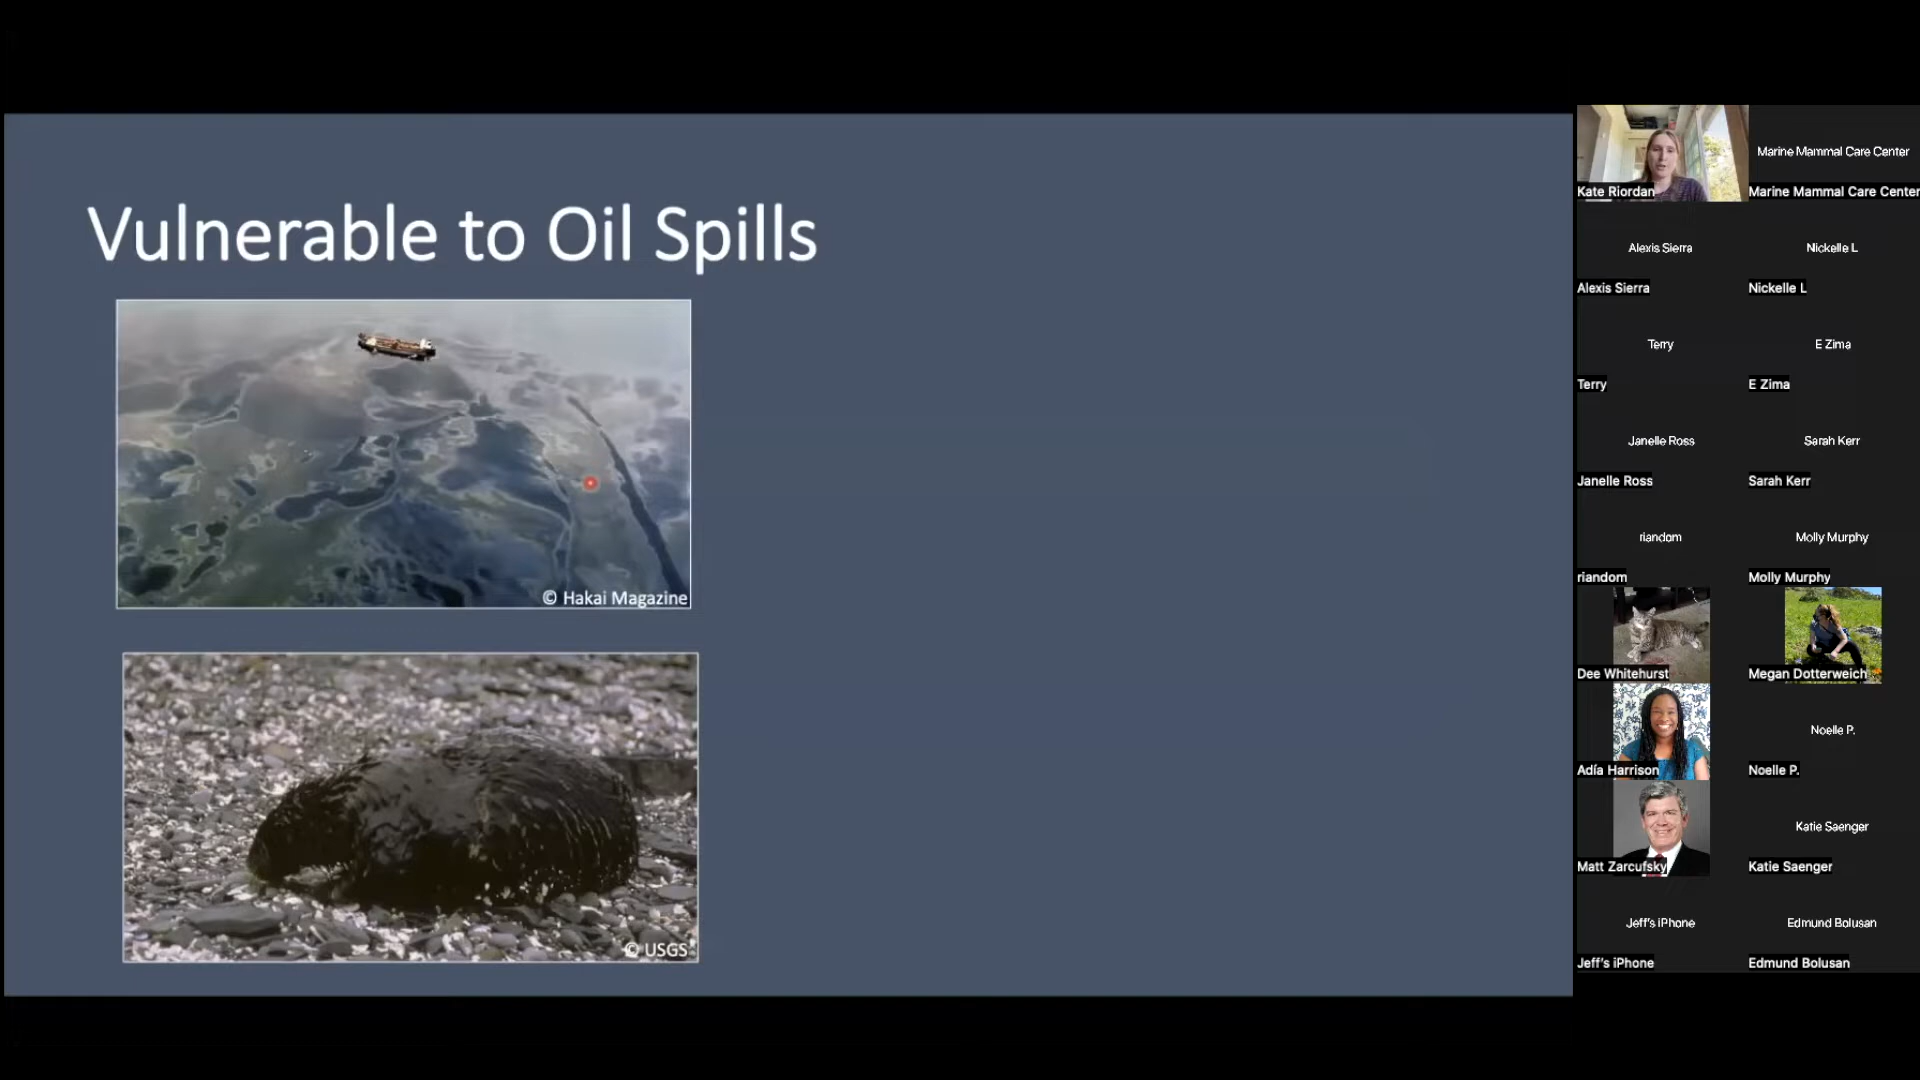 Vulnerable to Oil Spills
© Hakai Magazine
© USGS
Kate Riordan
Marine Mammal Care Center
Marine Mammal Care Center
Alexis Sierra
Alexis Sierra
Nickelle L
Nickelle L
Terry
Terry
E Zima
E Zima
Janelle Ross
Janelle Ross
Sarah Kerr
Sarah Kerr
riandom
riandom
Molly Murphy
Molly Murphy
Dee Whitehurst
Megan Dotterweich
Adía Harrison
Noelle P.
Noelle P.
Matt Zarcufsky
Katie Saenger
Katie Saenger
Jeff's iPhone
Jeff's iPhone
Edmund Bolusan
Edmund Bolusan